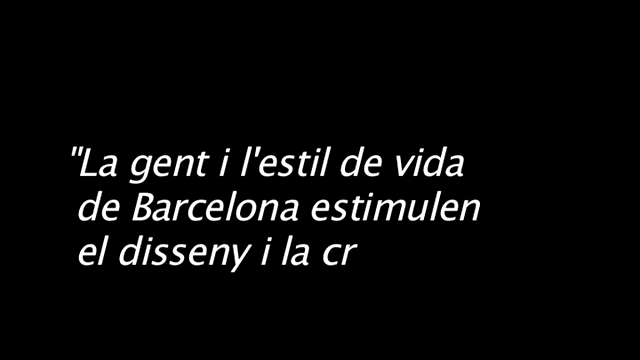 "La gent i l'estil de vida
de Barcelona estimulen
el disseny i la cr